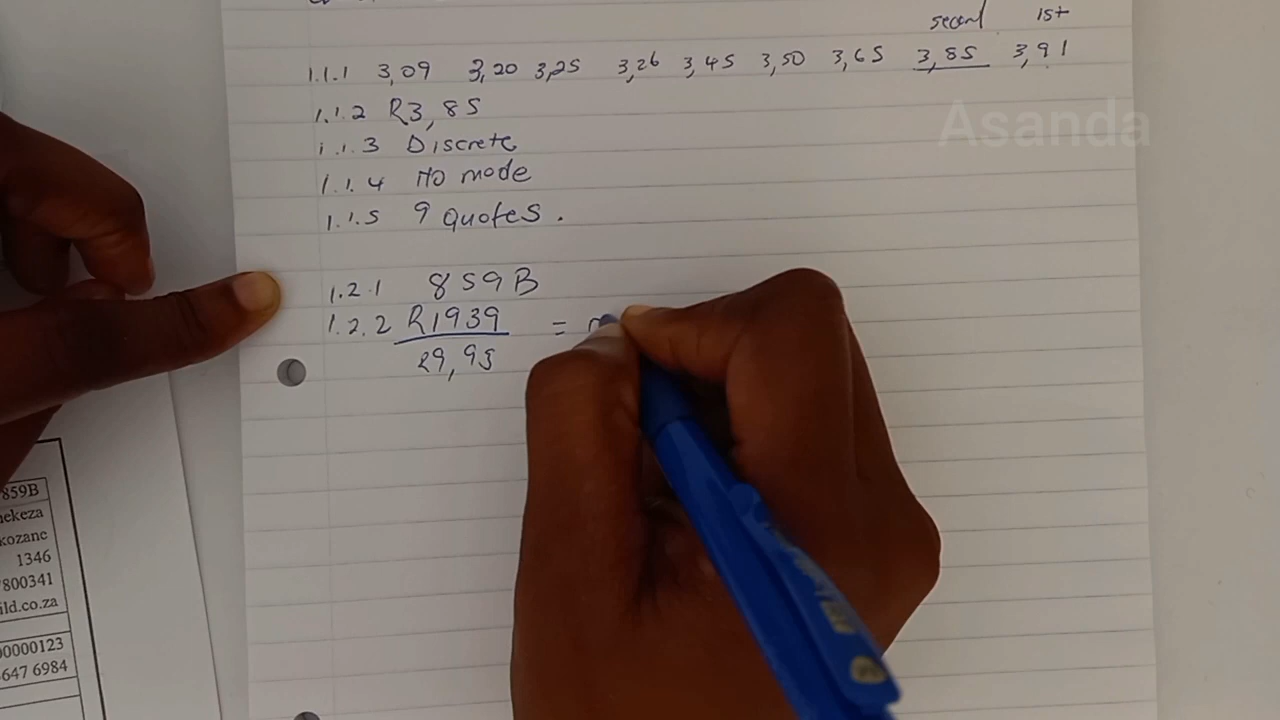 second 1st
1.1.1 3,09 3,20 3,25 3,26 3,45 3,50 3,65 3,85 3,91
1.1.2 R3,85
1.1.3 Discrete
1.1.4 No mode
1.1.5 9 quotes.
1.2.1 859B
1.2.2 R1939 =
29,95
Asanda
859B
nekeza
kozane
1346
800341
ild.co.za
00000123
647 6984